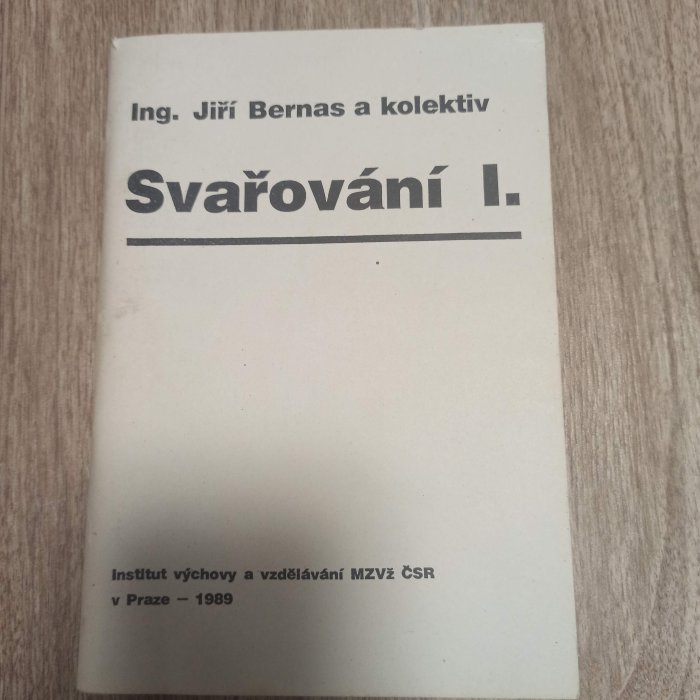 Ing. Jiří Bernas a kolektiv
Svařování I.
Institut výchovy a vzdělávání MZVž ČSR
v Praze – 1989